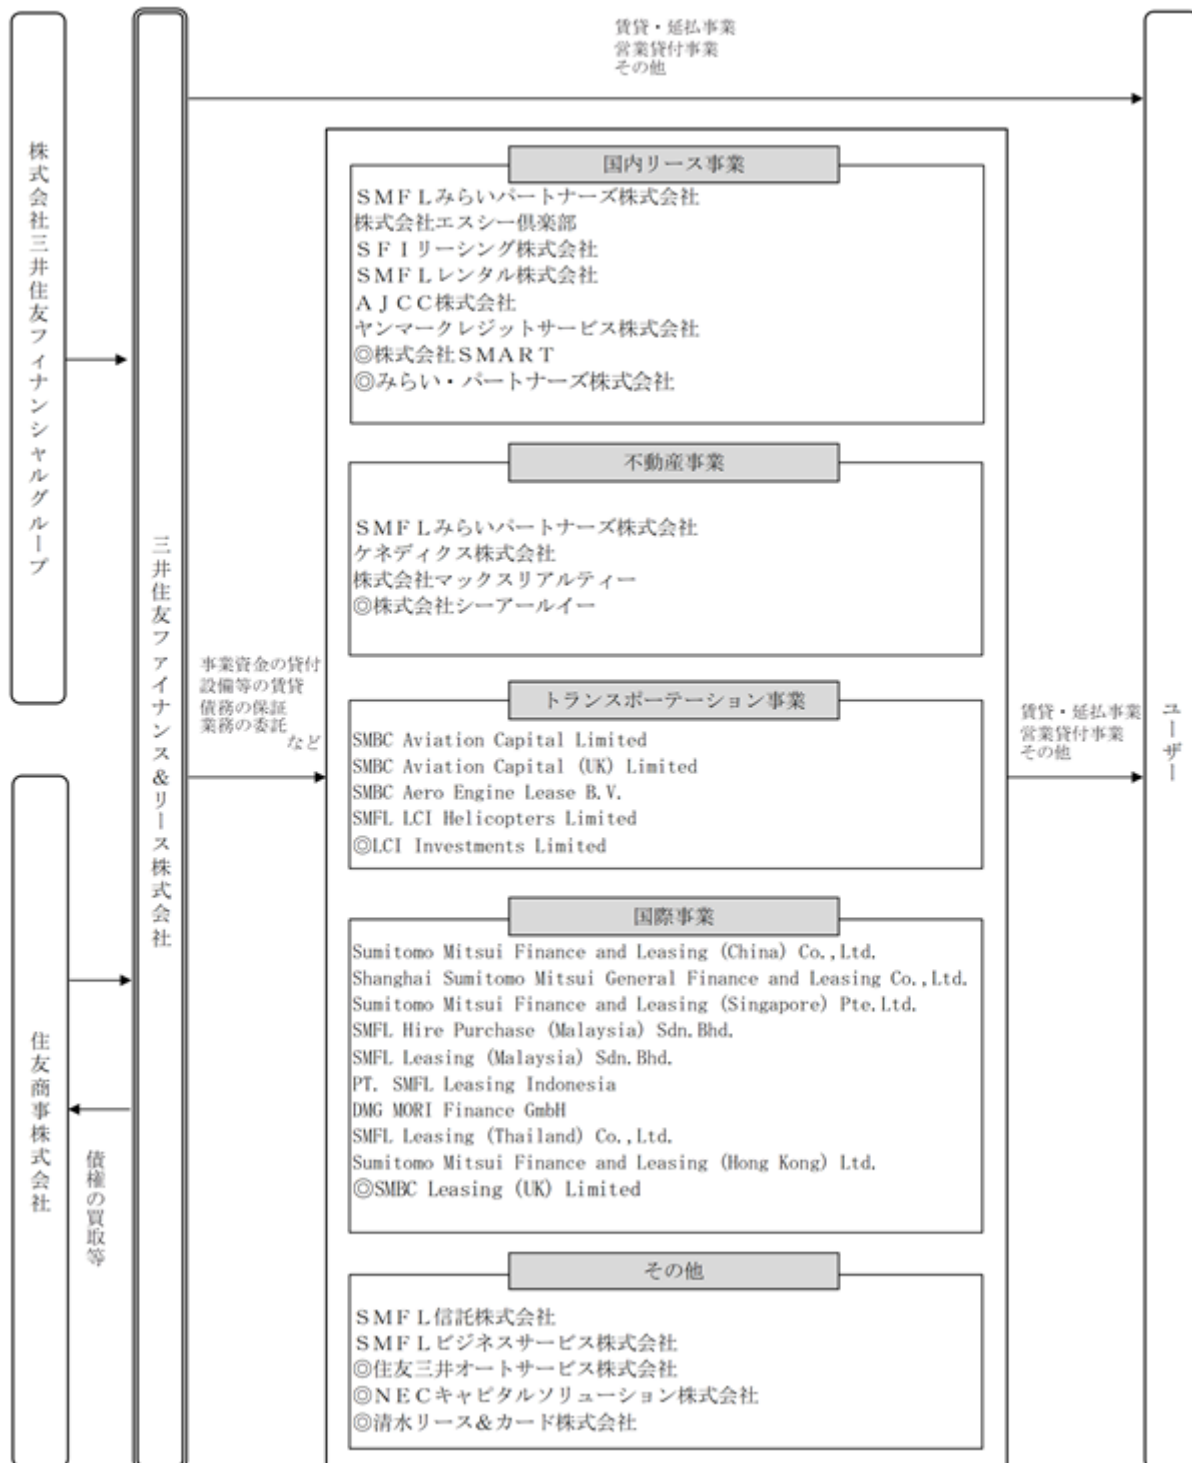 賃貸・延払事業
営業貸付事業
その他
株式会社三井住友フィナンシャルグループ
三井住友ファイナンス&リース株式会社
国内リース事業
ＳＭＦＬみらいパートナーズ株式会社
株式会社エスシー倶楽部
ＳＦＩリーシング株式会社
ＳＭＦＬレンタル株式会社
ＡＪＣＣ株式会社
ヤンマークレジットサービス株式会社
◎株式会社ＳＭＡＲＴ
◎みらい・パートナーズ株式会社
不動産事業
ＳＭＦＬみらいパートナーズ株式会社
ケネディクス株式会社
株式会社マックスリアルティー
◎株式会社シーアールイー
事業資金の貸付
設備等の賃貸
債務の保証
業務の委託
など
トランスポーテーション事業
SMBC Aviation Capital Limited
SMBC Aviation Capital (UK) Limited
SMBC Aero Engine Lease B.V.
SMFL LCI Helicopters Limited
◎LCI Investments Limited
賃貸・延払事業
営業貸付事業
その他
ユーザー
国際事業
Sumitomo Mitsui Finance and Leasing (China) Co.,Ltd.
Shanghai Sumitomo Mitsui General Finance and Leasing Co.,Ltd.
Sumitomo Mitsui Finance and Leasing (Singapore) Pte.Ltd.
SMFL Hire Purchase (Malaysia) Sdn.Bhd.
SMFL Leasing (Malaysia) Sdn.Bhd.
PT. SMFL Leasing Indonesia
DMG MORI Finance GmbH
SMFL Leasing (Thailand) Co.,Ltd.
Sumitomo Mitsui Finance and Leasing (Hong Kong) Ltd.
◎SMBC Leasing (UK) Limited
住友商事株式会社
債権の買取等
その他
ＳＭＦＬ信託株式会社
ＳＭＦＬビジネスサービス株式会社
◎住友三井オートサービス株式会社
◎ＮＥＣキャピタルソリューション株式会社
◎清水リース&カード株式会社